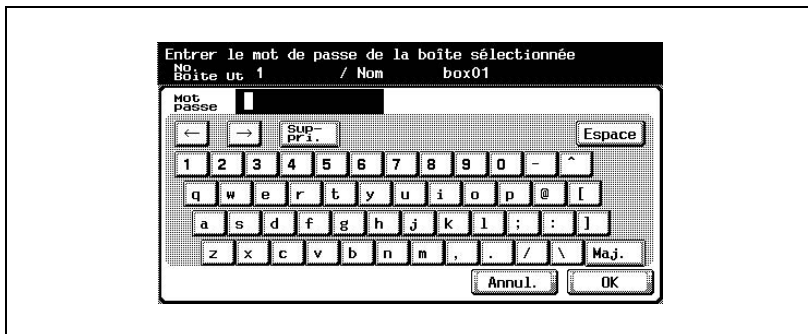 Entrer le mot de passe de la boîte sélectionnée
No.
Boîte Ut 1 / Nom box01
Mot
passe
← → Sup-
pri. Espace
1 2 3 4 5 6 7 8 9 0 - ^
q w e r t y u i o p @ [
a s d f g h j k l ; : ]
z x c v b n m , . / \ Maj.
Annul. OK